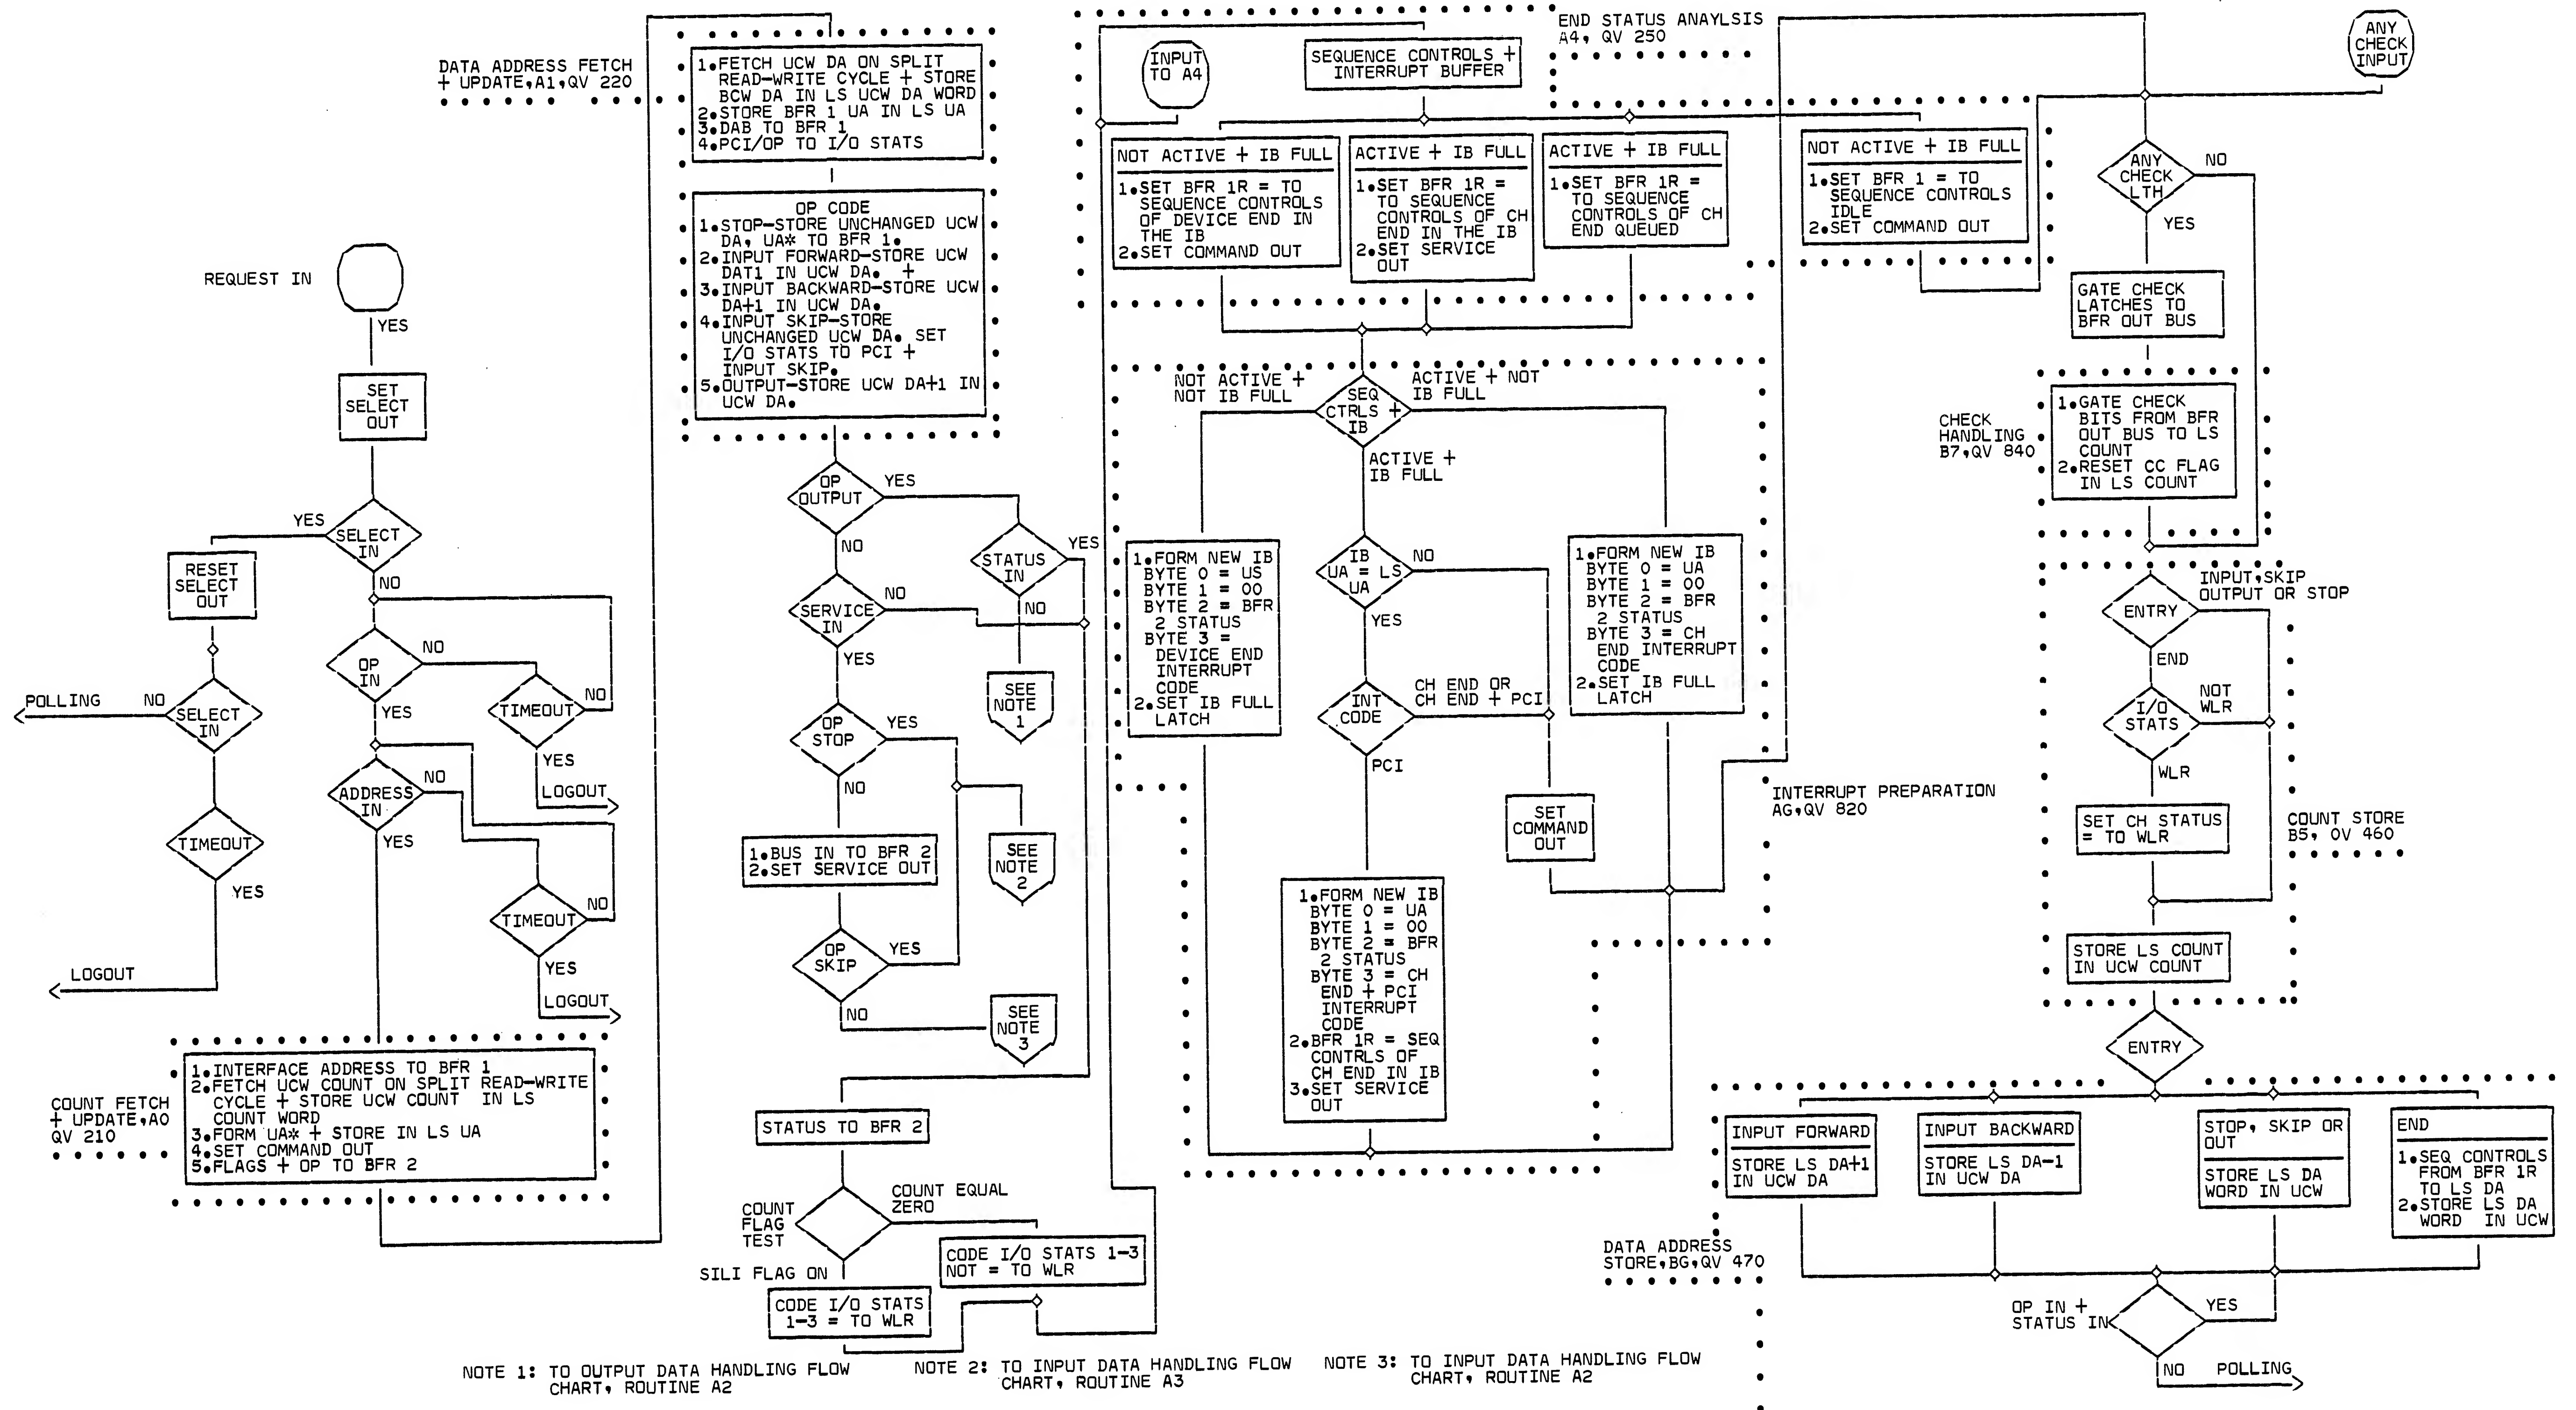 REQUEST IN
YES
SET
SELECT
OUT
SELECT
IN
YES
NO
RESET
SELECT
OUT
SELECT
IN
NO
POLLING
TIMEOUT
YES
LOGOUT
OP
IN
NO
YES
TIMEOUT
NO
YES
LOGOUT
ADDRESS
IN
NO
YES
TIMEOUT
NO
YES
LOGOUT
COUNT FETCH
+ UPDATE,A0
QV 210
1.INTERFACE ADDRESS TO BFR 1
2.FETCH UCW COUNT ON SPLIT READ-WRITE
CYCLE + STORE UCW COUNT IN LS
COUNT WORD
3.FORM UA* + STORE IN LS UA
4.SET COMMAND OUT
5.FLAGS + OP TO BFR 2
DATA ADDRESS FETCH
+ UPDATE,A1,QV 220
1.FETCH UCW DA ON SPLIT
READ-WRITE CYCLE + STORE
BCW DA IN LS UCW DA WORD
2.STORE BFR 1 UA IN LS UA
3.DAB TO BFR 1
4.PCI/OP TO I/O STATS
OP CODE
1.STOP-STORE UNCHANGED UCW
DA, UA* TO BFR 1.
2.INPUT FORWARD-STORE UCW
DAT1 IN UCW DA. +
3.INPUT BACKWARD-STORE UCW
DA+1 IN UCW DA.
4.INPUT SKIP-STORE
UNCHANGED UCW DA. SET
I/O STATS TO PCI +
INPUT SKIP.
5.OUTPUT-STORE UCW DA+1 IN
UCW DA.
OP
OUTPUT
YES
NO
STATUS
IN
YES
NO
SERVICE
IN
NO
YES
SEE
NOTE
1
OP
STOP
YES
NO
SEE
NOTE
2
1.BUS IN TO BFR 2
2.SET SERVICE OUT
OP
SKIP
YES
NO
SEE
NOTE
3
STATUS TO BFR 2
COUNT
FLAG
TEST
COUNT EQUAL
ZERO
CODE I/O STATS 1-3
NOT = TO WLR
SILI FLAG ON
CODE I/O STATS
1-3 = TO WLR
NOTE 1: TO OUTPUT DATA HANDLING FLOW
CHART, ROUTINE A2
NOTE 2: TO INPUT DATA HANDLING FLOW
CHART, ROUTINE A3
NOTE 3: TO INPUT DATA HANDLING FLOW
CHART, ROUTINE A2
INPUT
TO A4
SEQUENCE CONTROLS +
INTERRUPT BUFFER
END STATUS ANAYLSIS
A4, QV 250
NOT ACTIVE + IB FULL
1.SET BFR 1R = TO
SEQUENCE CONTROLS
OF DEVICE END IN
THE IB
2.SET COMMAND OUT
ACTIVE + IB FULL
1.SET BFR 1R =
TO SEQUENCE
CONTROLS OF CH
END IN THE IB
2.SET SERVICE
OUT
ACTIVE + IB FULL
1.SET BFR 1R =
TO SEQUENCE
CONTROLS OF CH
END QUEUED
NOT ACTIVE + IB FULL
1.SET BFR 1 = TO
SEQUENCE CONTROLS
IDLE
2.SET COMMAND OUT
NOT ACTIVE +
NOT IB FULL
SEQ
CTRLS +
IB
ACTIVE + NOT
IB FULL
ACTIVE +
IB FULL
1.FORM NEW IB
BYTE 0 = US
BYTE 1 = 00
BYTE 2 = BFR
2 STATUS
BYTE 3 =
DEVICE END
INTERRUPT
CODE
2.SET IB FULL
LATCH
IB
UA = LS
UA
NO
YES
INT
CODE
CH END OR
CH END + PCI
PCI
1.FORM NEW IB
BYTE 0 = UA
BYTE 1 = 00
BYTE 2 = BFR
2 STATUS
BYTE 3 = CH
END INTERRUPT
CODE
2.SET IB FULL
LATCH
SET
COMMAND
OUT
INTERRUPT PREPARATION
AG,QV 820
1.FORM NEW IB
BYTE 0 = UA
BYTE 1 = 00
BYTE 2 = BFR
2 STATUS
BYTE 3 = CH
END + PCI
INTERRUPT
CODE
2.BFR 1R = SEQ
CONTRLS OF
CH END IN IB
3.SET SERVICE
OUT
ANY
CHECK
INPUT
ANY
CHECK
LTH
NO
YES
GATE CHECK
LATCHES TO
BFR OUT BUS
CHECK
HANDLING
B7,QV 840
1.GATE CHECK
BITS FROM BFR
OUT BUS TO LS
COUNT
2.RESET CC FLAG
IN LS COUNT
ENTRY
INPUT,SKIP
OUTPUT OR STOP
END
I/O
STATS
NOT
WLR
WLR
SET CH STATUS
= TO WLR
COUNT STORE
B5, OV 460
STORE LS COUNT
IN UCW COUNT
ENTRY
INPUT FORWARD
STORE LS DA+1
IN UCW DA
INPUT BACKWARD
STORE LS DA-1
IN UCW DA
STOP, SKIP OR
OUT
STORE LS DA
WORD IN UCW
END
1.SEQ CONTROLS
FROM BFR 1R
TO LS DA
2.STORE LS DA
WORD IN UCW
DATA ADDRESS
STORE,BG,QV 470
OP IN +
STATUS IN
YES
NO
POLLING